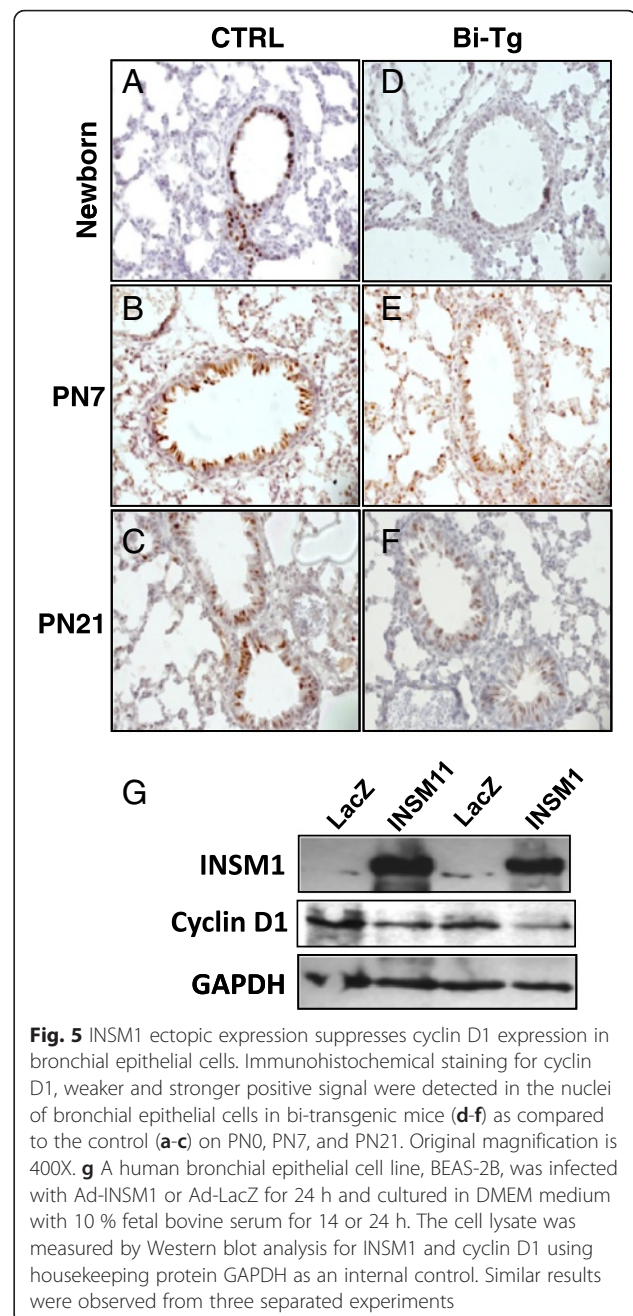 CTRL Bi-Tg
Newborn
A D
PN7
B E
PN21
C F
G
LacZ INSM11 LacZ INSM1
INSM1
Cyclin D1
GAPDH
Fig. 5 INSM1 ectopic expression suppresses cyclin D1 expression in
bronchial epithelial cells. Immunohistochemical staining for cyclin
D1, weaker and stronger positive signal were detected in the nuclei
of bronchial epithelial cells in bi-transgenic mice (d-f) as compared
to the control (a-c) on PN0, PN7, and PN21. Original magnification is
400X. g A human bronchial epithelial cell line, BEAS-2B, was infected
with Ad-INSM1 or Ad-LacZ for 24 h and cultured in DMEM medium
with 10 % fetal bovine serum for 14 or 24 h. The cell lysate was
measured by Western blot analysis for INSM1 and cyclin D1 using
housekeeping protein GAPDH as an internal control. Similar results
were observed from three separated experiments